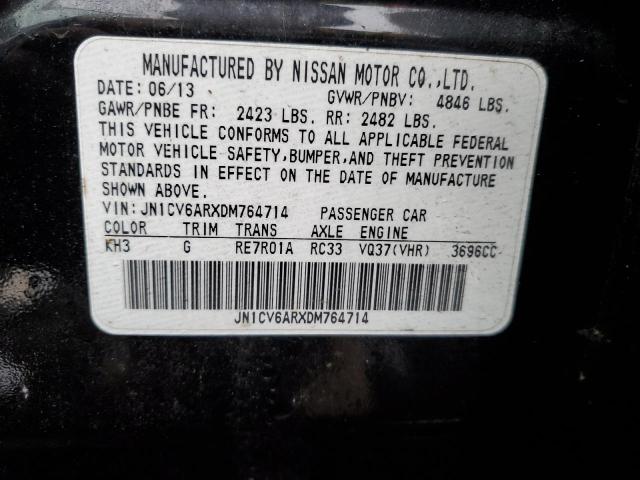 MANUFACTURED BY NISSAN MOTOR CO.,LTD.
DATE: 06/13 GVWR/PNBV: 4846 LBS.
GAWR/PNBE FR: 2423 LBS. RR: 2482 LBS.
THIS VEHICLE CONFORMS TO ALL APPLICABLE FEDERAL
MOTOR VEHICLE SAFETY,BUMPER,AND THEFT PREVENTION
STANDARDS IN EFFECT ON THE DATE OF MANUFACTURE
SHOWN ABOVE.
VIN: JN1CV6ARXDM764714 PASSENGER CAR
COLOR TRIM TRANS AXLE ENGINE
KH3 G RE7R01A RC33 VQ37(VHR) 3696CC
JN1CV6ARXDM764714